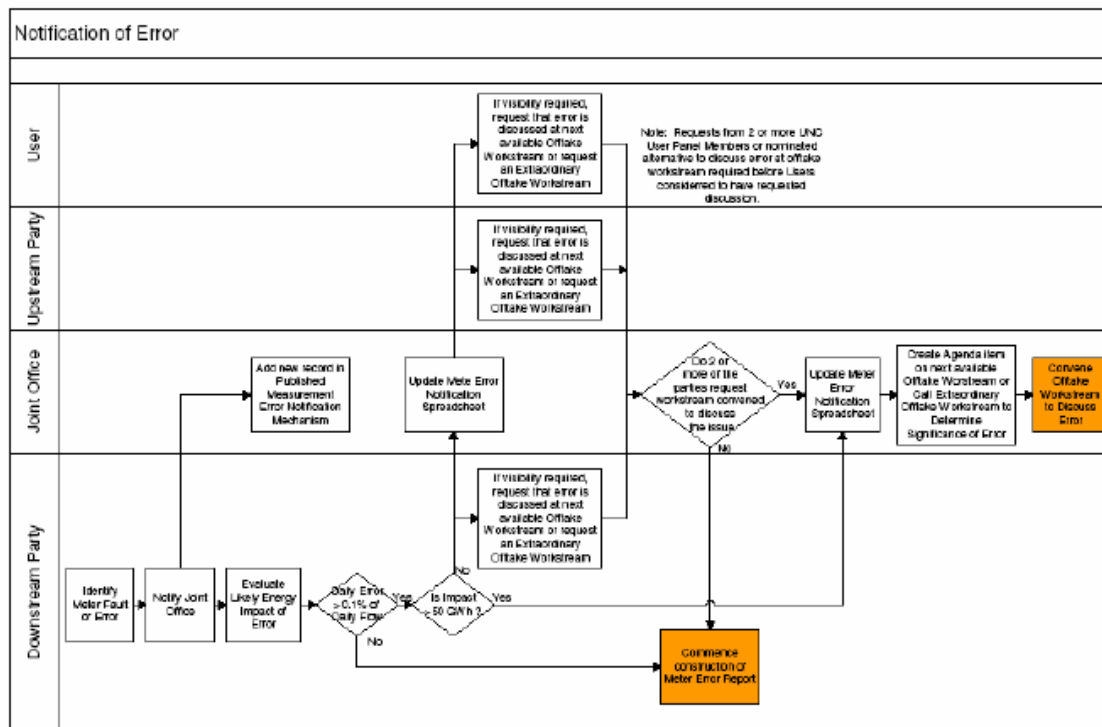 Notification of Error
User
If visibility required,
request that error is
discussed at next
available Offtake
Workstream or request
an Extraordinary
Offtake Workstream
Note: Requests from 2 or more UNC
User Panel Members or nominated
alternative to discuss error at offtake
workstream required before Users
considered to have requested
discussion.
Upstream Party
If visibility required,
request that error is
discussed at next
available Offtake
Workstream or request
an Extraordinary
Offtake Workstream
Joint Office
Add new record in
Published
Measurement
Error Notification
Mechanism
Update Mete Error
Notification
Spreadsheet
Do 2 or
more of the
parties request
workstream convened
to discuss
the issue
Yes
No
Update Meter
Error
Notification
Spreadsheet
Create Agenda item
on next available
Offtake Worstream or
Call Extraordinary
Offtake Workstream to
Determine
Significance of Error
Convene
Offtake
Workstream
to Discuss
Error
Downstream Party
If visibility required,
request that error is
discussed at next
available Offtake
Workstream or request
an Extraordinary
Offtake Workstream
Identify
Meter Fault
or Error
Notify Joint
Office
Evaluate
Likely Energy
Impact of
Error
Daily Error
> 0.1% of
Daily Flow
Yes
No
Is Impact
> 50 GWh ?
No
Yes
Commence
construction of
Meter Error Report